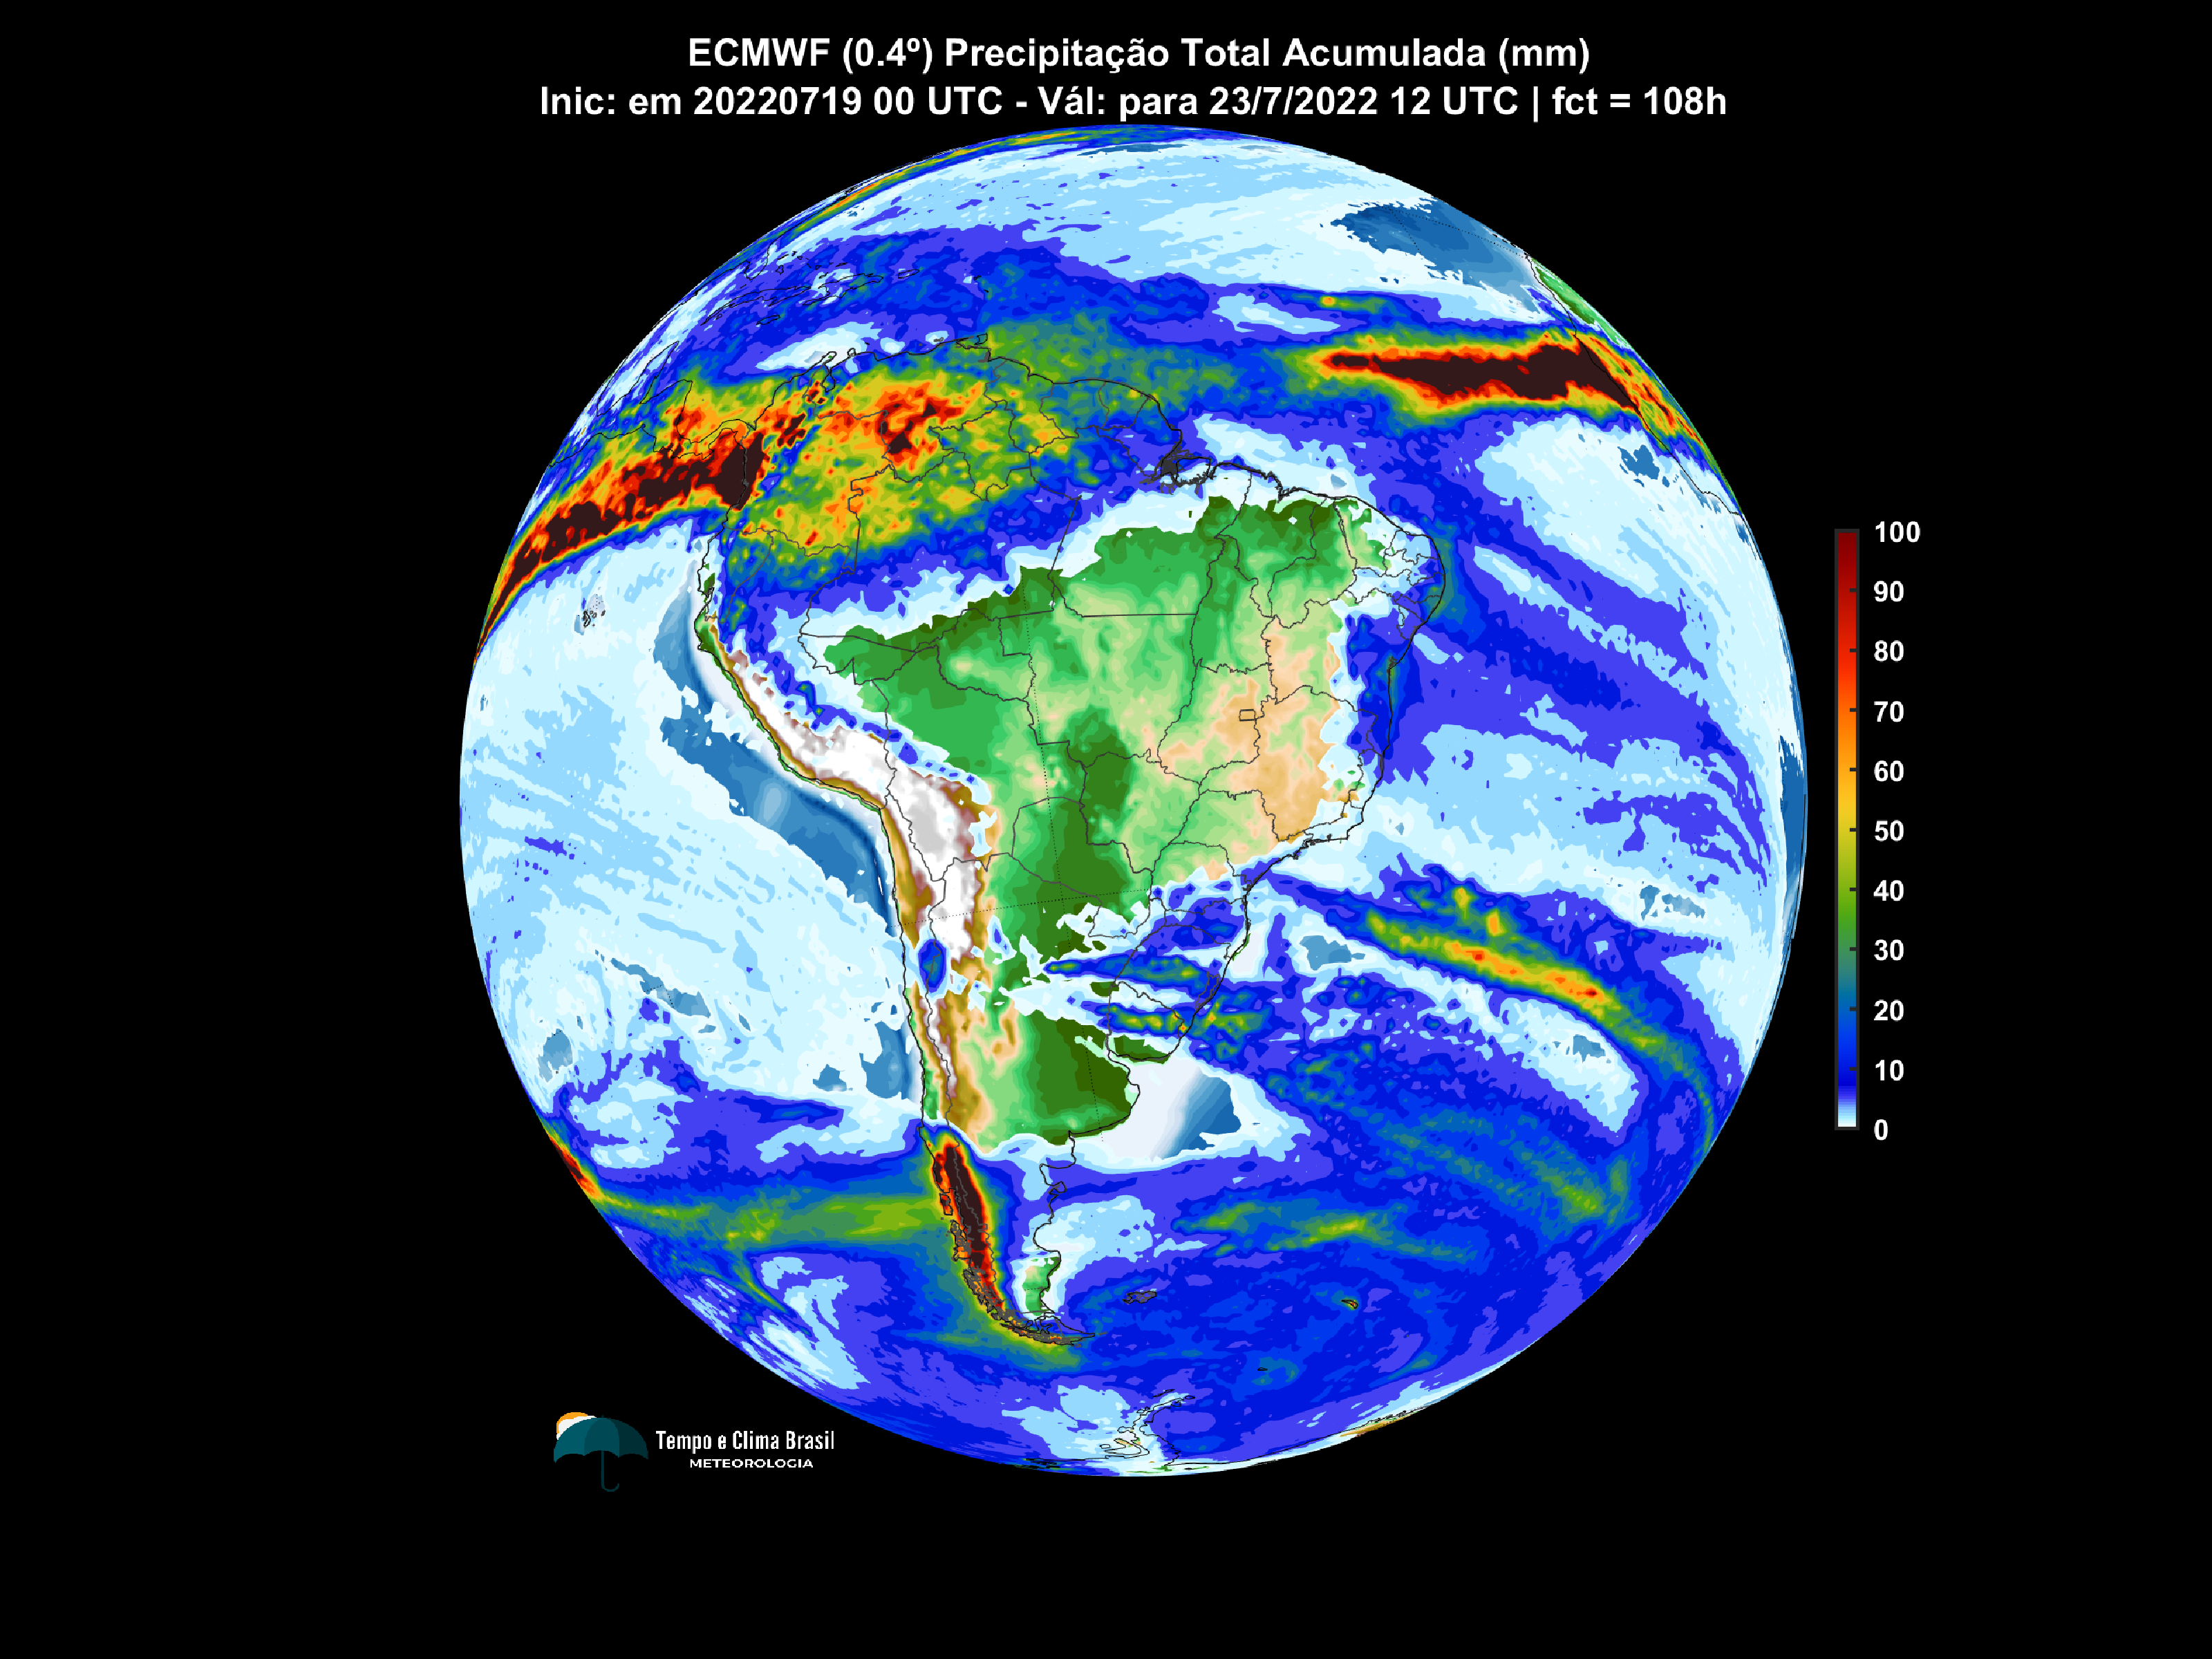 ECMWF (0.4º) Precipitação Total Acumulada (mm)
Inic: em 20220719 00 UTC - Vál: para 23/7/2022 12 UTC | fct = 108h
100
90
80
70
60
50
40
30
20
10
0
Tempo e Clima Brasil
METEOROLOGIA